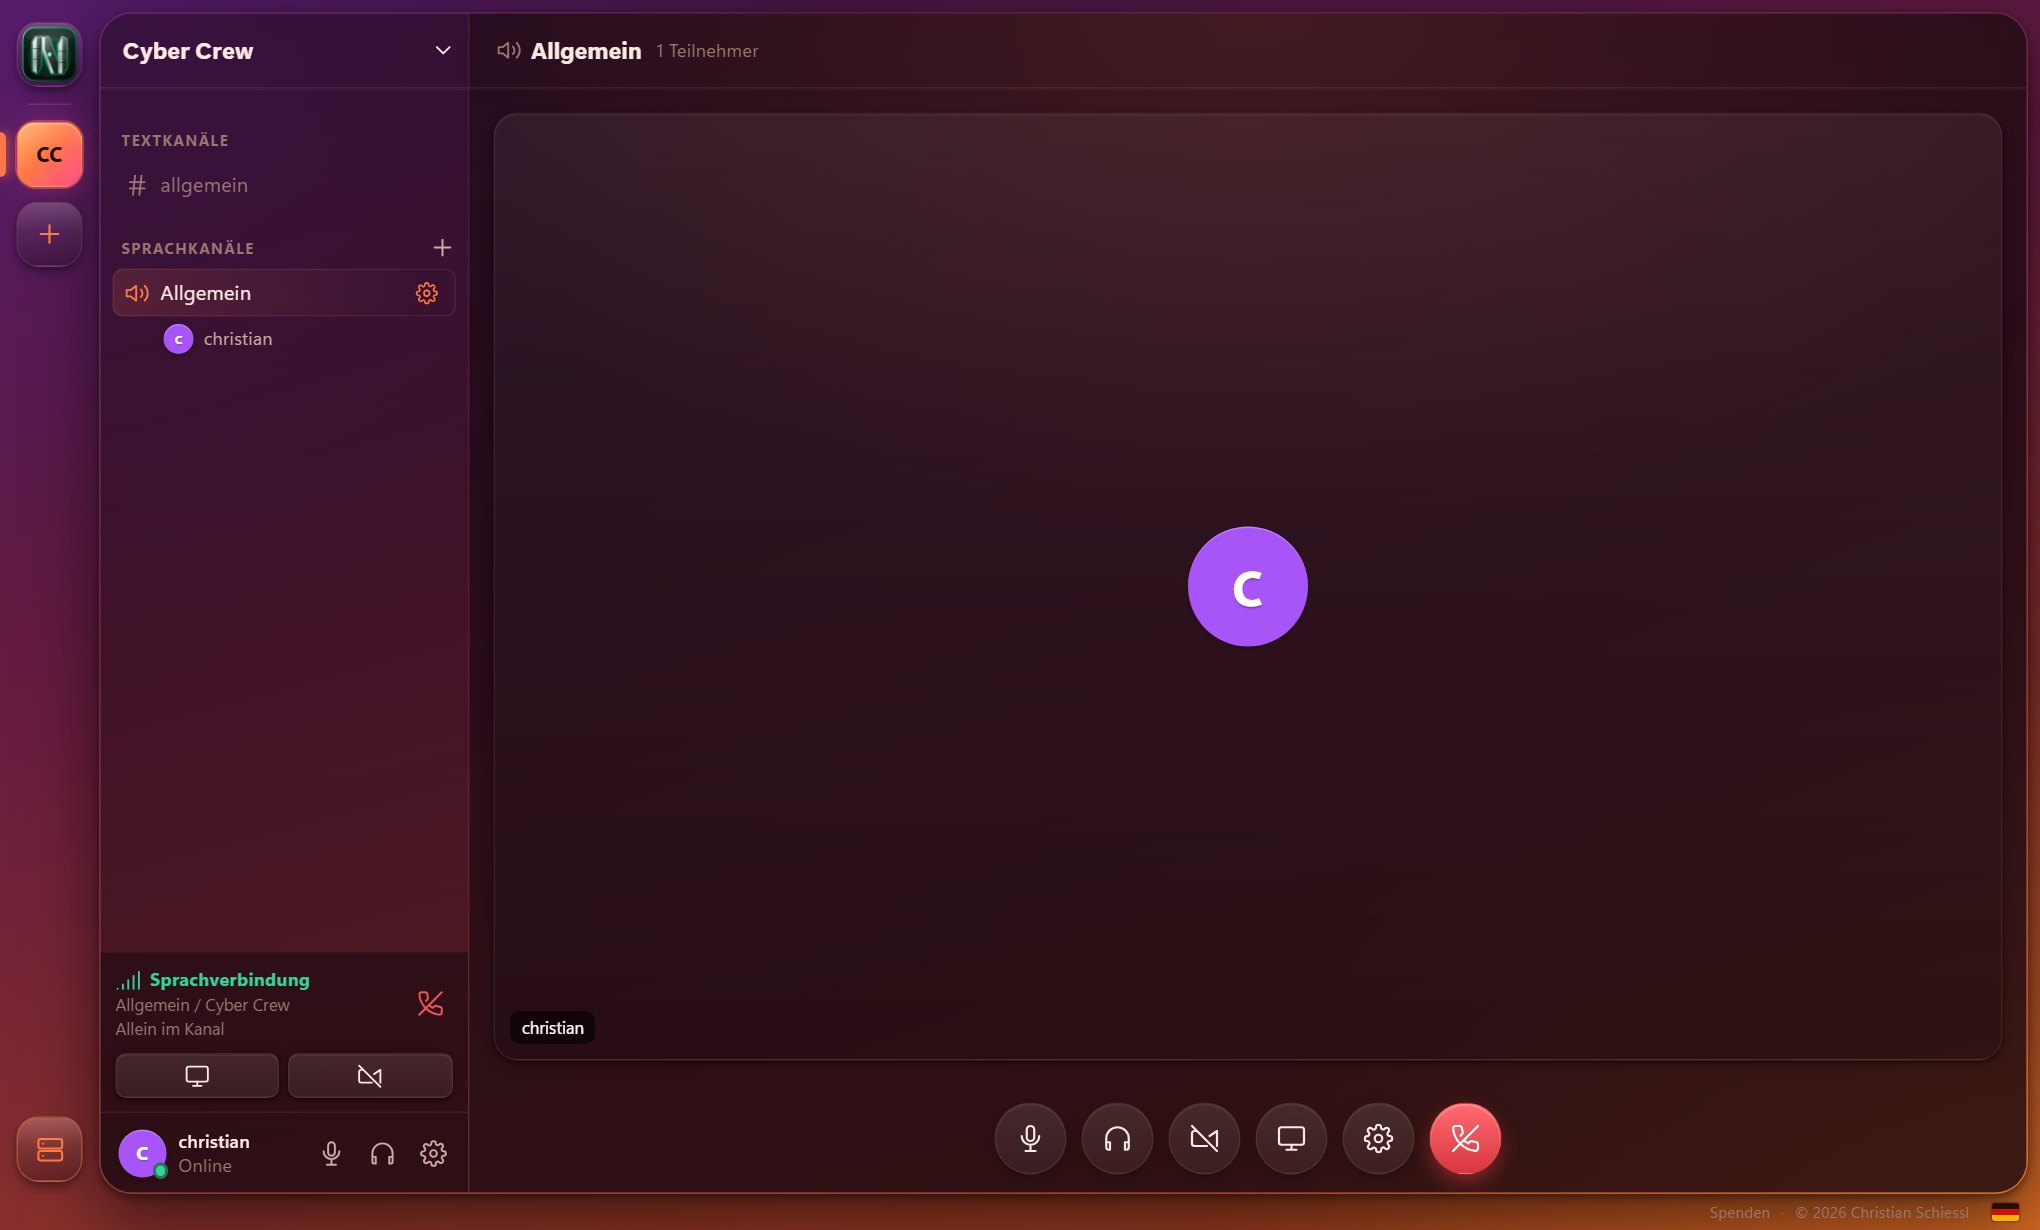 Cyber Crew
Allgemein 1 Teilnehmer
CC
TEXTKANÄLE
# allgemein
SPRACHKANÄLE
Allgemein
C christian
C
christian
Sprachverbindung
Allgemein / Cyber Crew
Allein im Kanal
C christian
Online
Spenden · © 2026 Christian Schiessl